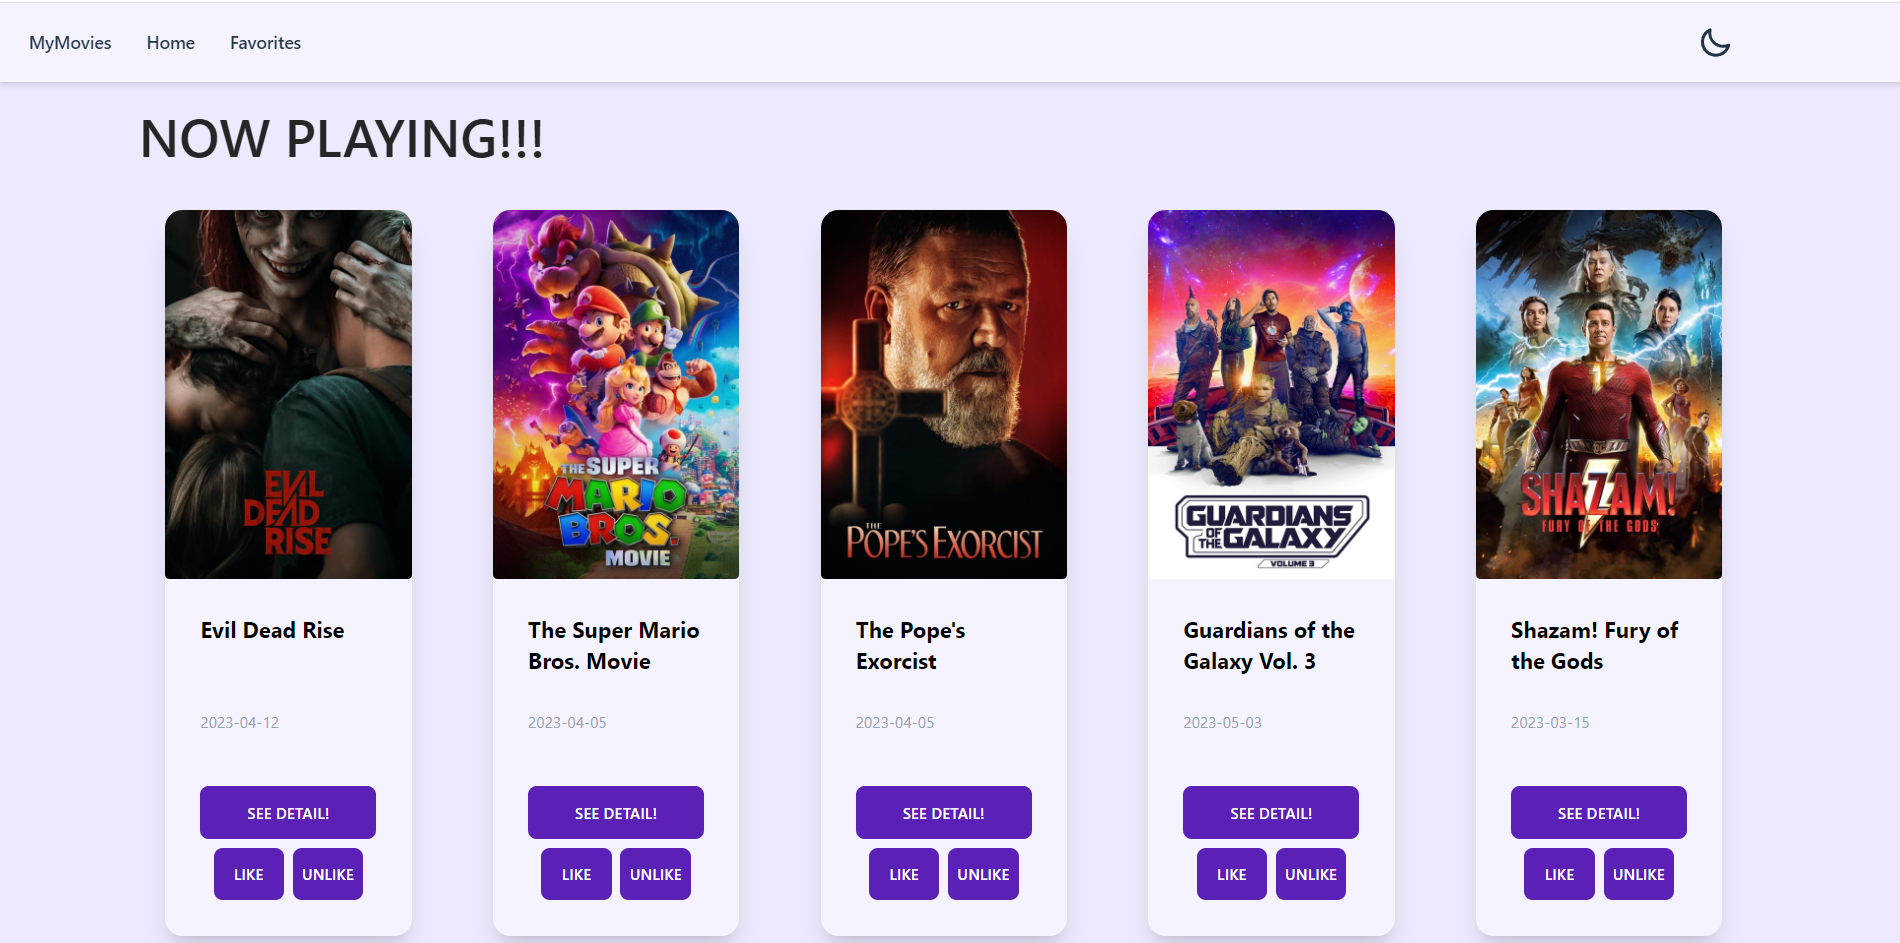 MyMovies Home Favorites
NOW PLAYING!!!
EVIL
DEAD
RISE
THE SUPER
MARIO
BROS.
MOVIE
THE
POPE'S EXORCIST
GUARDIANS
OF
THE GALAXY
VOLUME 3
SHAZAM!
FURY OF THE GODS
Evil Dead Rise
2023-04-12
SEE DETAIL!
LIKE UNLIKE
The Super Mario
Bros. Movie
2023-04-05
SEE DETAIL!
LIKE UNLIKE
The Pope's
Exorcist
2023-04-05
SEE DETAIL!
LIKE UNLIKE
Guardians of the
Galaxy Vol. 3
2023-05-03
SEE DETAIL!
LIKE UNLIKE
Shazam! Fury of
the Gods
2023-03-15
SEE DETAIL!
LIKE UNLIKE